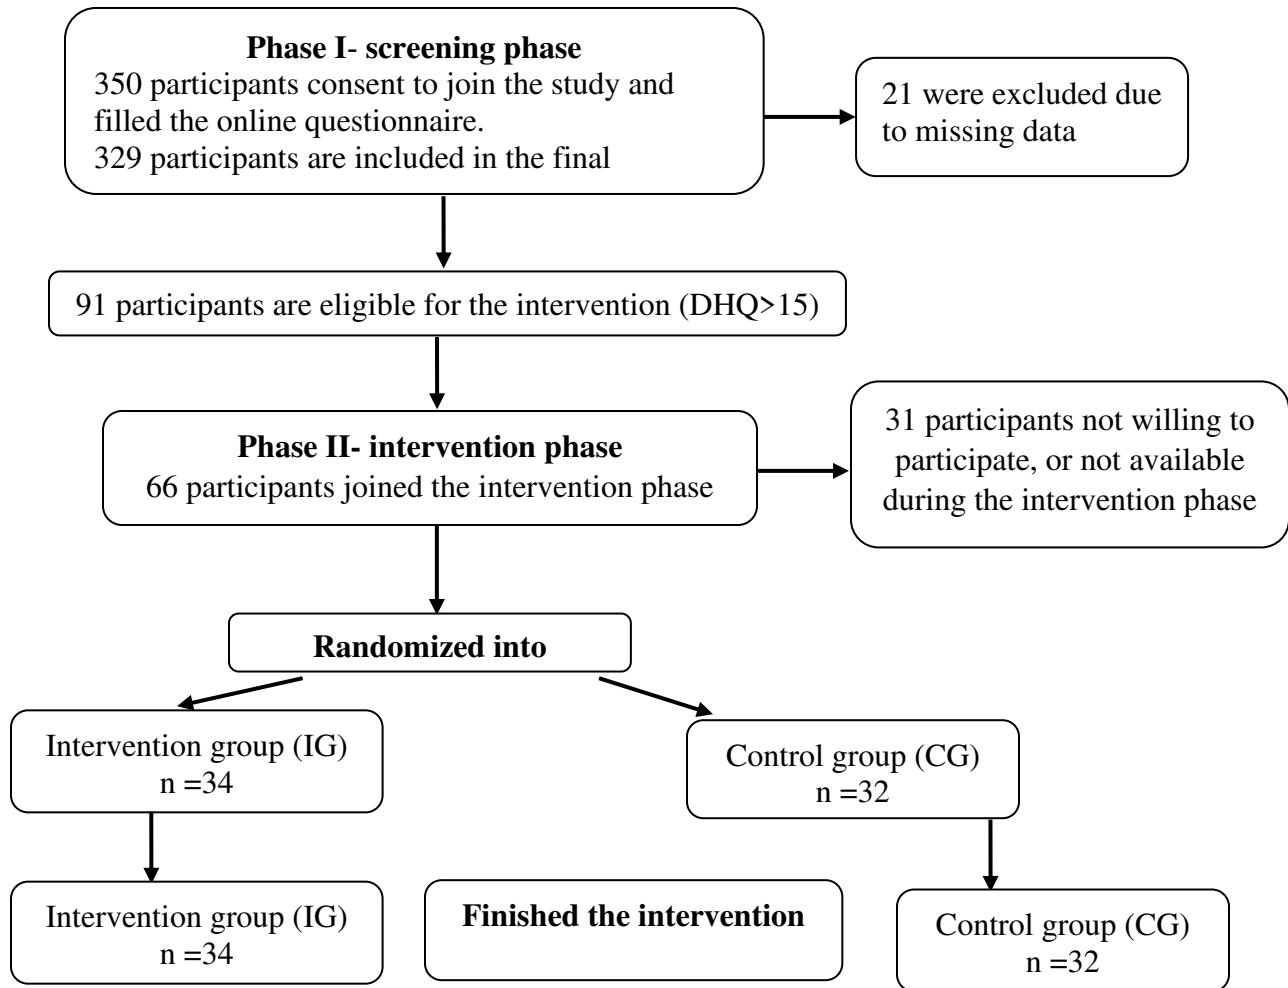 Phase I- screening phase
350 participants consent to join the study and
filled the online questionnaire.
329 participants are included in the final
21 were excluded due
to missing data
91 participants are eligible for the intervention (DHQ>15)
Phase II- intervention phase
66 participants joined the intervention phase
31 participants not willing to
participate, or not available
during the intervention phase
Randomized into
Intervention group (IG)
n =34
Control group (CG)
n =32
Intervention group (IG)
n =34
Finished the intervention
Control group (CG)
n =32